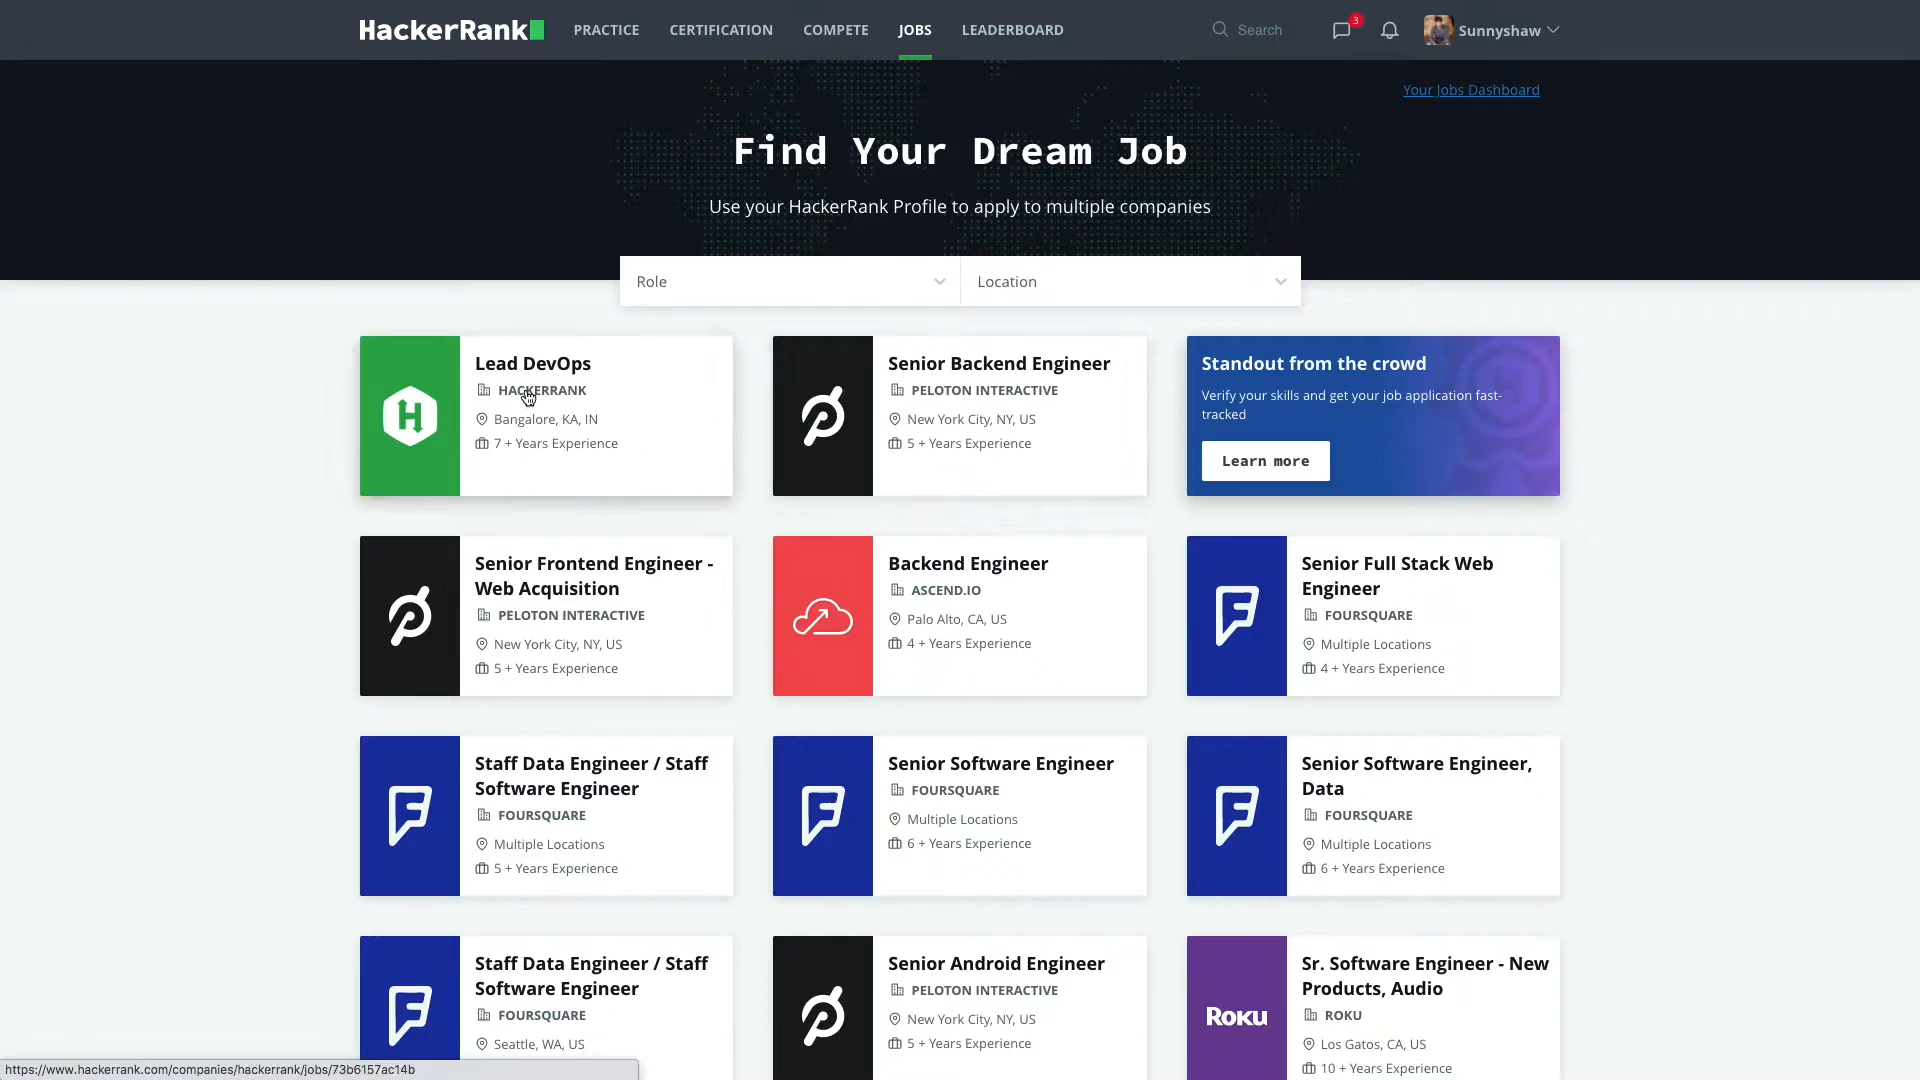 HackerRank
PRACTICE
CERTIFICATION
COMPETE
JOBS
LEADERBOARD
Search
3
Sunnyshaw
Your Jobs Dashboard
Find Your Dream Job
Use your HackerRank Profile to apply to multiple companies
Role
Location
Lead DevOps
HACKERRANK
Bangalore, KA, IN
7 + Years Experience
Senior Backend Engineer
PELOTON INTERACTIVE
New York City, NY, US
5 + Years Experience
Standout from the crowd
Verify your skills and get your job application fast-
tracked
Learn more
Senior Frontend Engineer -
Web Acquisition
PELOTON INTERACTIVE
New York City, NY, US
5 + Years Experience
Backend Engineer
ASCEND.IO
Palo Alto, CA, US
4 + Years Experience
Senior Full Stack Web
Engineer
FOURSQUARE
Multiple Locations
4 + Years Experience
Staff Data Engineer / Staff
Software Engineer
FOURSQUARE
Multiple Locations
5 + Years Experience
Senior Software Engineer
FOURSQUARE
Multiple Locations
6 + Years Experience
Senior Software Engineer,
Data
FOURSQUARE
Multiple Locations
6 + Years Experience
Staff Data Engineer / Staff
Software Engineer
FOURSQUARE
Seattle, WA, US
Senior Android Engineer
PELOTON INTERACTIVE
New York City, NY, US
5 + Years Experience
ROKU
Sr. Software Engineer - New
Products, Audio
ROKU
Los Gatos, CA, US
10 + Years Experience
https://www.hackerrank.com/companies/hackerrank/jobs/73b6157ac14b